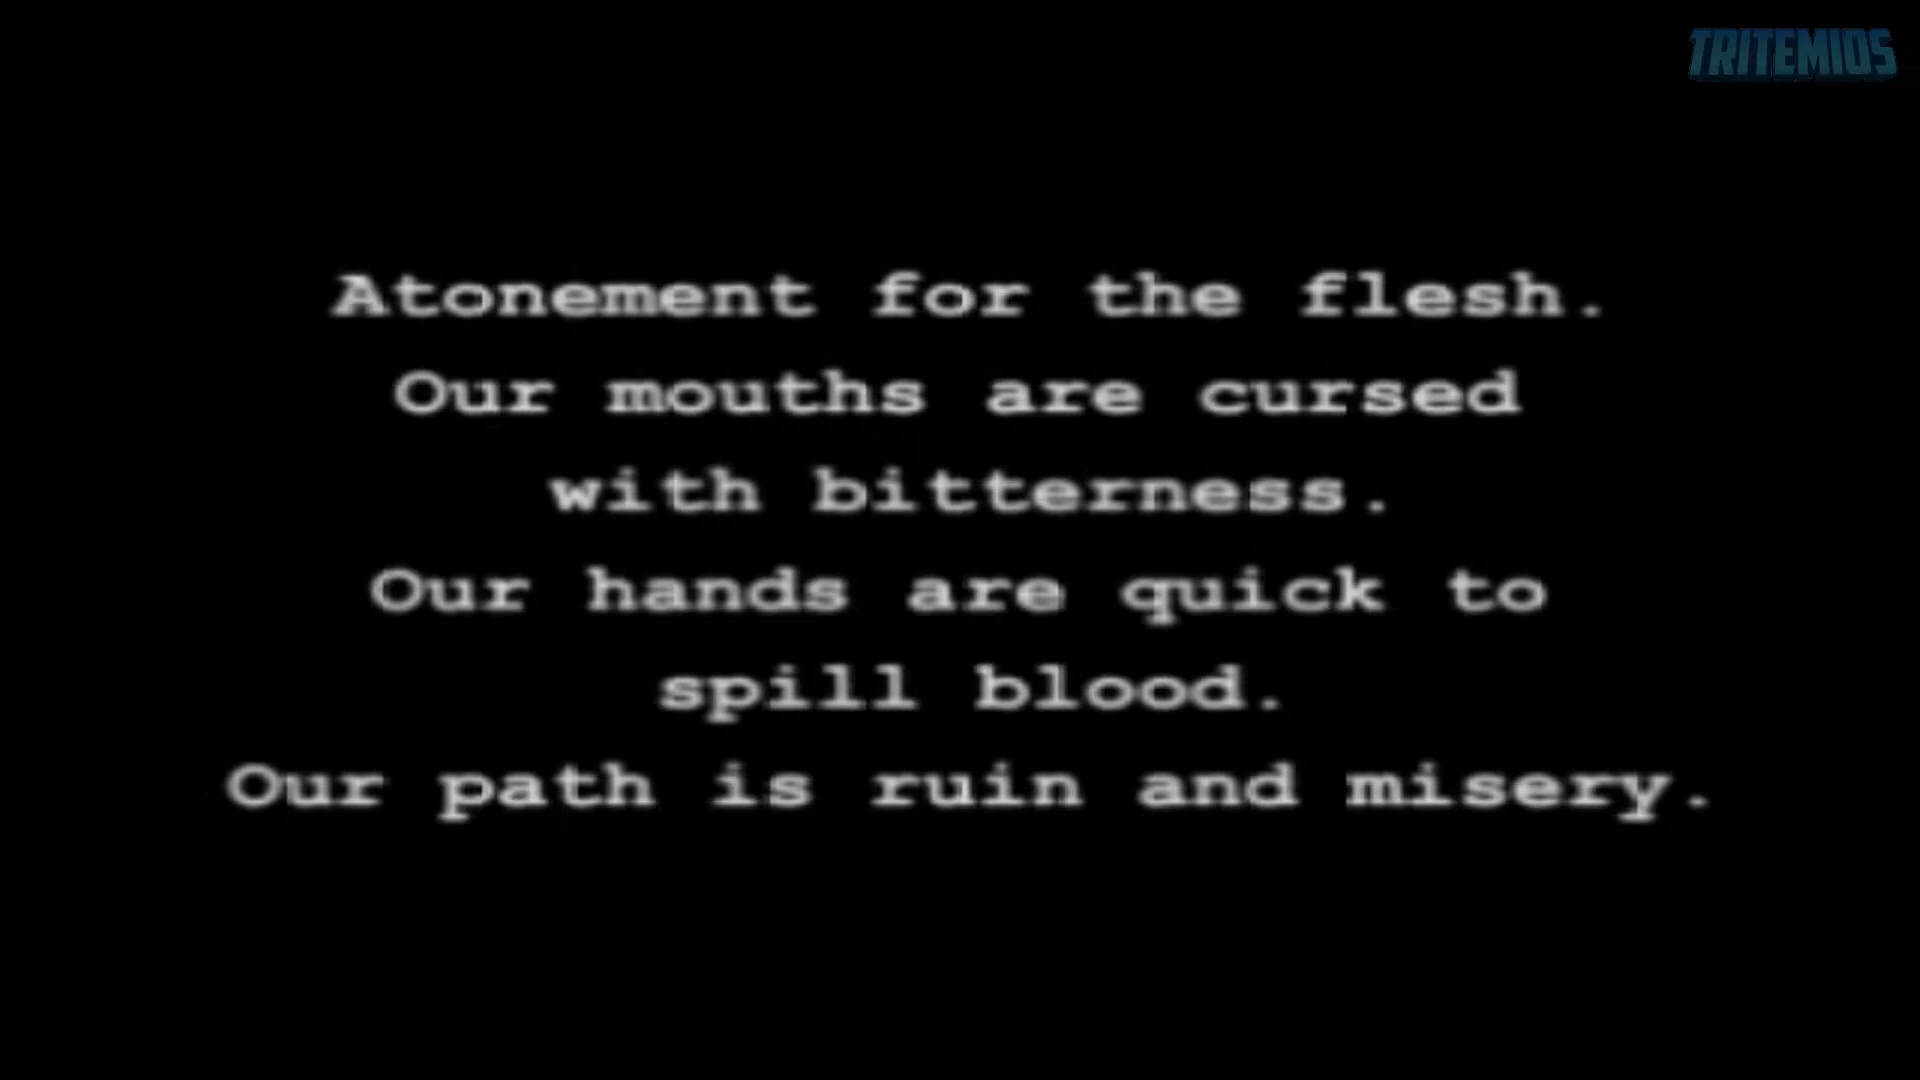 TRITEMIOS
Atonement for the flesh.
Our mouths are cursed
with bitterness.
Our hands are quick to
spill blood.
Our path is ruin and misery.